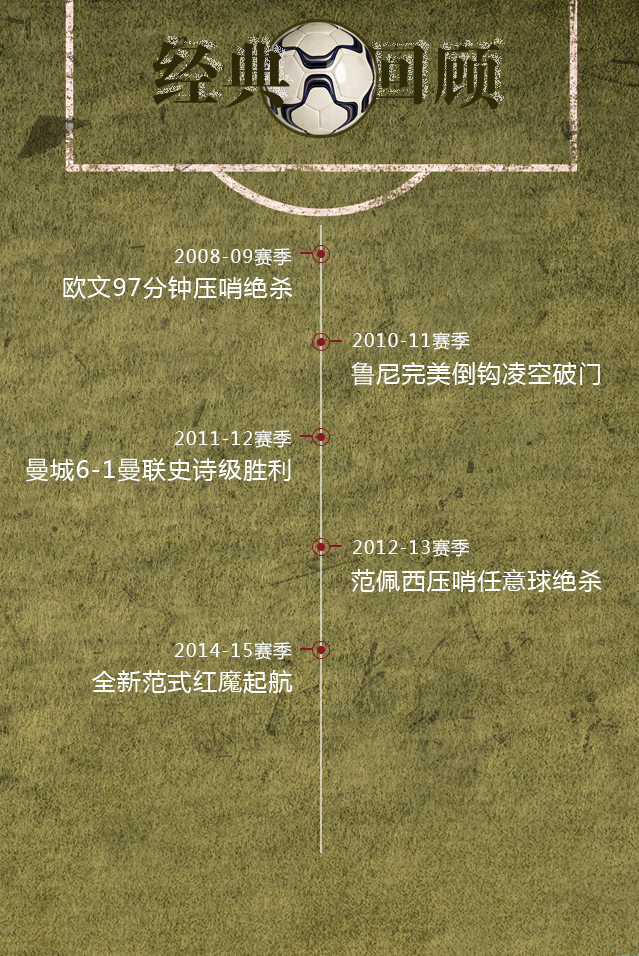 经典回顾
2008-09赛季
欧文97分钟压哨绝杀
2010-11赛季
鲁尼完美倒钩凌空破门
2011-12赛季
曼城6-1曼联史诗级胜利
2012-13赛季
范佩西压哨任意球绝杀
2014-15赛季
全新范式红魔起航